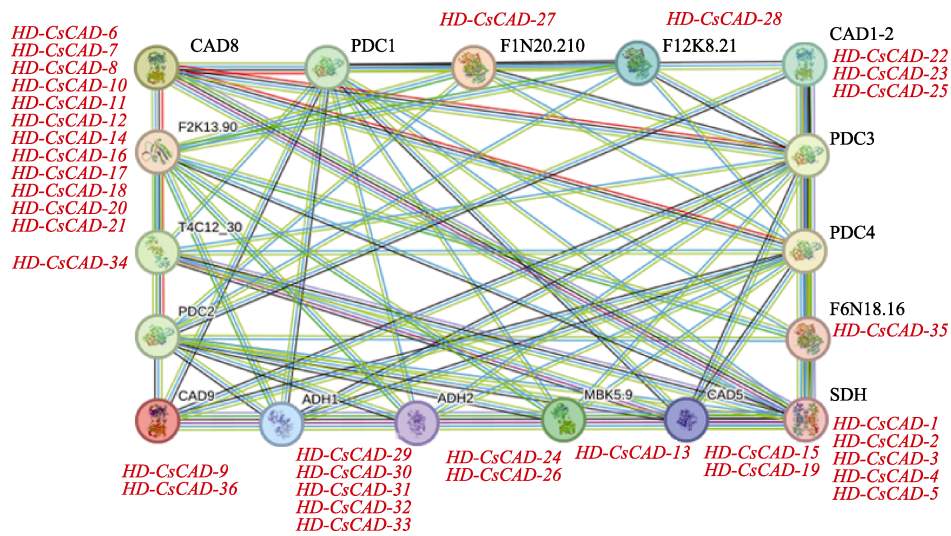 HD-CsCAD-27
HD-CsCAD-28
HD-CsCAD-6
HD-CsCAD-7
HD-CsCAD-8
HD-CsCAD-10
HD-CsCAD-11
HD-CsCAD-12
HD-CsCAD-14
HD-CsCAD-16
HD-CsCAD-17
HD-CsCAD-18
HD-CsCAD-20
HD-CsCAD-21
CAD8
PDC1
F1N20.210
F12K8.21
CAD1-2
HD-CsCAD-22
HD-CsCAD-23
HD-CsCAD-25
F2K13.90
PDC3
T4C12_30
HD-CsCAD-34
PDC4
PDC2
F6N18.16
HD-CsCAD-35
CAD9
ADH1
ADH2
MBK5.9
CAD5
SDH
HD-CsCAD-1
HD-CsCAD-2
HD-CsCAD-3
HD-CsCAD-4
HD-CsCAD-5
HD-CsCAD-9
HD-CsCAD-36
HD-CsCAD-29
HD-CsCAD-30
HD-CsCAD-31
HD-CsCAD-32
HD-CsCAD-33
HD-CsCAD-24
HD-CsCAD-26
HD-CsCAD-13
HD-CsCAD-15
HD-CsCAD-19